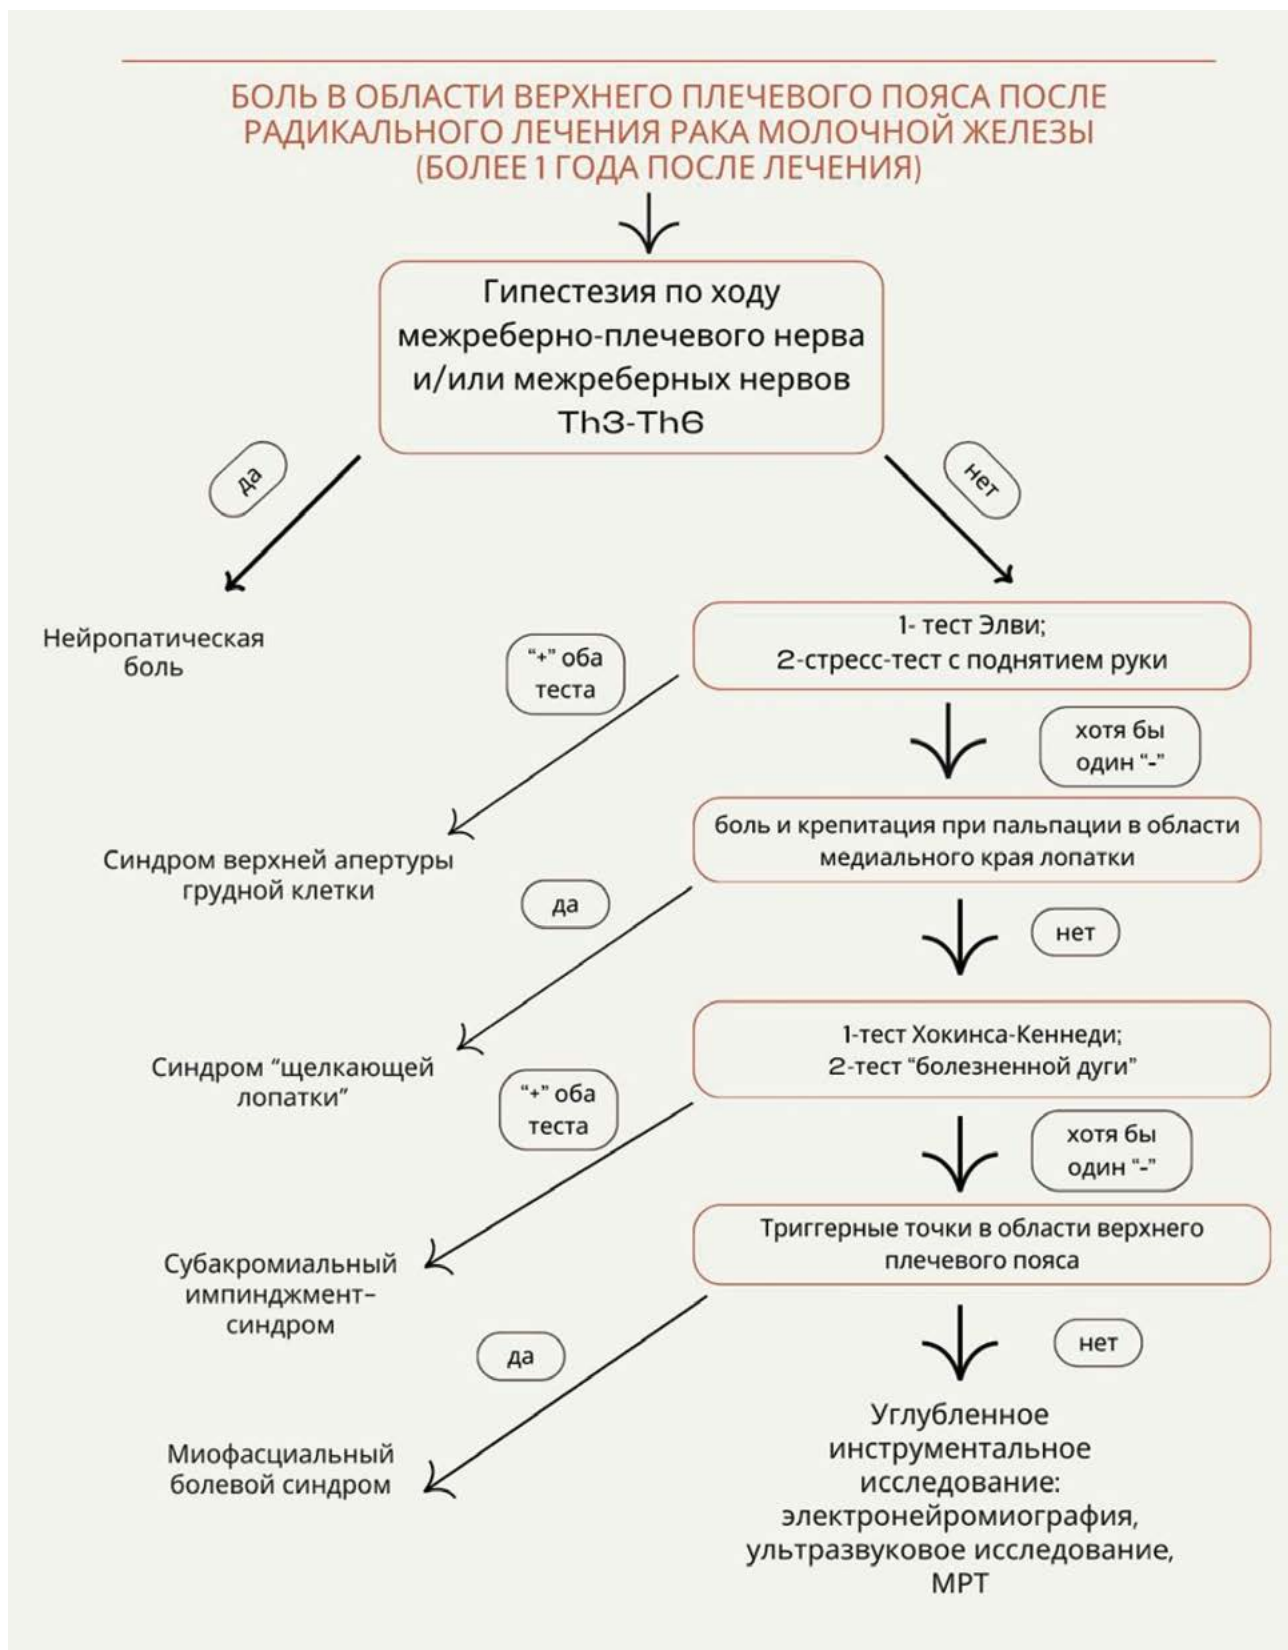 БОЛЬ В ОБЛАСТИ ВЕРХНЕГО ПЛЕЧЕВОГО ПОЯСА ПОСЛЕ
РАДИКАЛЬНОГО ЛЕЧЕНИЯ РАКА МОЛОЧНОЙ ЖЕЛЕЗЫ
(БОЛЕЕ 1 ГОДА ПОСЛЕ ЛЕЧЕНИЯ)
Гипестезия по ходу
межреберно-плечевого нерва
и/или межреберных нервов
Th3-Th6
да
нет
Нейропатическая
боль
1- тест Элви;
2-стресс-тест с поднятием руки
“+” оба
теста
хотя бы
один “-”
Синдром верхней апертуры
грудной клетки
боль и крепитация при пальпации в области
медиального края лопатки
да
нет
Синдром “щелкающей
лопатки”
1-тест Хокинса-Кеннеди;
2-тест “болезненной дуги”
“+” оба
теста
хотя бы
один “-”
Субакромиальный
импинджмент–
синдром
Триггерные точки в области верхнего
плечевого пояса
да
нет
Миофасциальный
болевой синдром
Углубленное
инструментальное
исследование:
электронейромиография,
ультразвуковое исследование,
МРТ